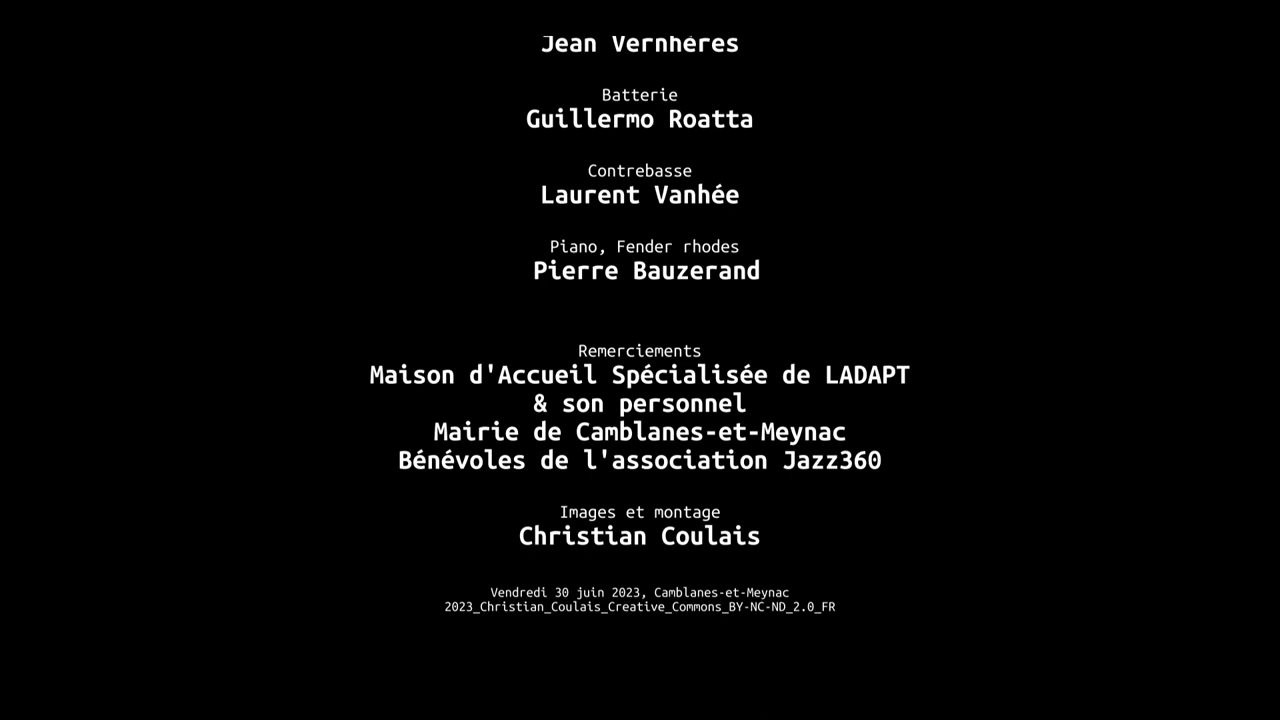 Jean Vernhères
Batterie
Guillermo Roatta
Contrebasse
Laurent Vanhée
Piano, Fender rhodes
Pierre Bauzerand
Remerciements
Maison d'Accueil Spécialisée de LADAPT
& son personnel
Mairie de Camblanes-et-Meynac
Bénévoles de l'association Jazz360
Images et montage
Christian Coulais
Vendredi 30 juin 2023, Camblanes-et-Meynac
2023_Christian_Coulais_Creative_Commons_BY-NC-ND_2.0_FR